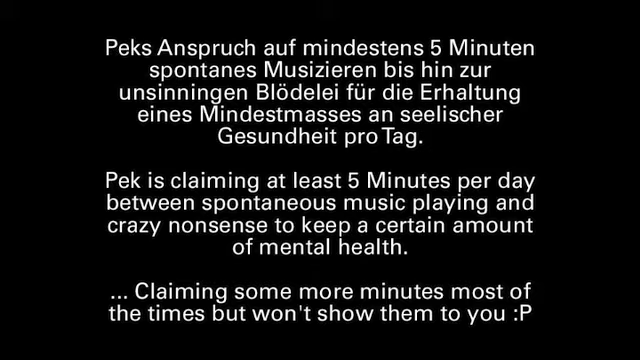 Peks Anspruch auf mindestens 5 Minuten
spontanes Musizieren bis hin zur
unsinningen Blödelei für die Erhaltung
eines Mindestmasses an seelischer
Gesundheit pro Tag.
Pek is claiming at least 5 Minutes per day
between spontaneous music playing and
crazy nonsense to keep a certain amount
of mental health.
... Claiming some more minutes most of
the times but won't show them to you :P